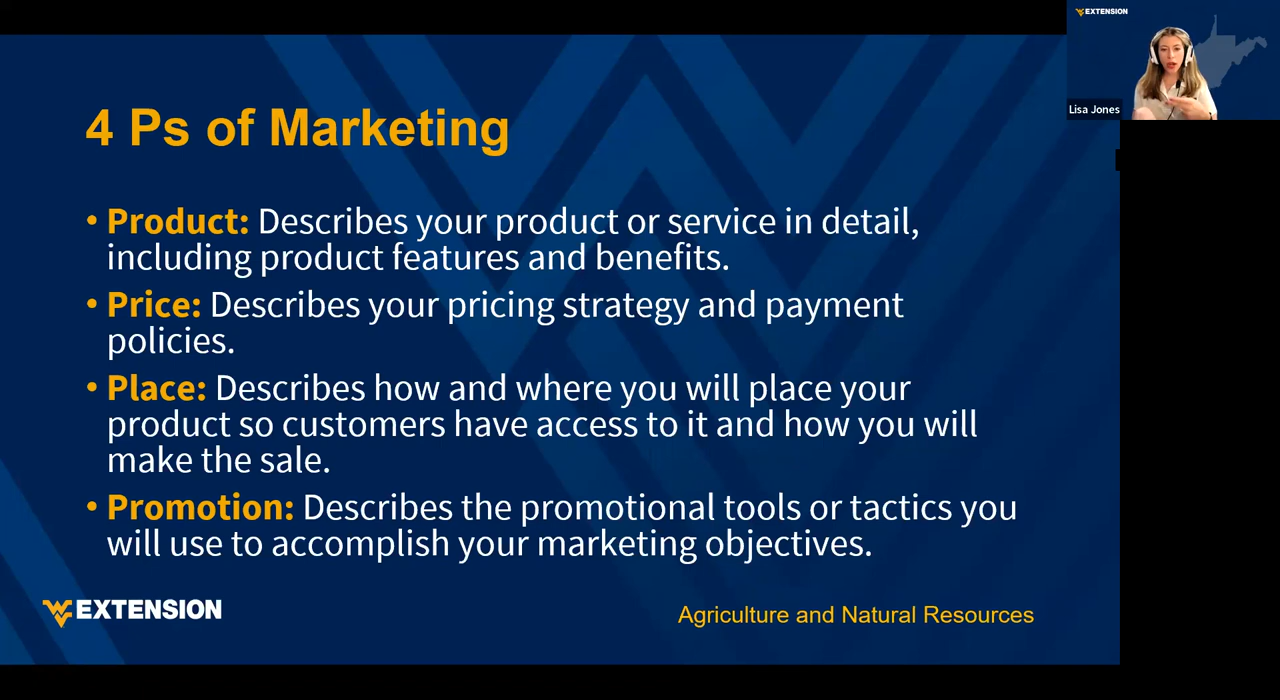 EXTENSION
Lisa Jones
4 Ps of Marketing
• Product: Describes your product or service in detail,
including product features and benefits.
• Price: Describes your pricing strategy and payment
policies.
• Place: Describes how and where you will place your
product so customers have access to it and how you will
make the sale.
• Promotion: Describes the promotional tools or tactics you
will use to accomplish your marketing objectives.
WV EXTENSION
Agriculture and Natural Resources